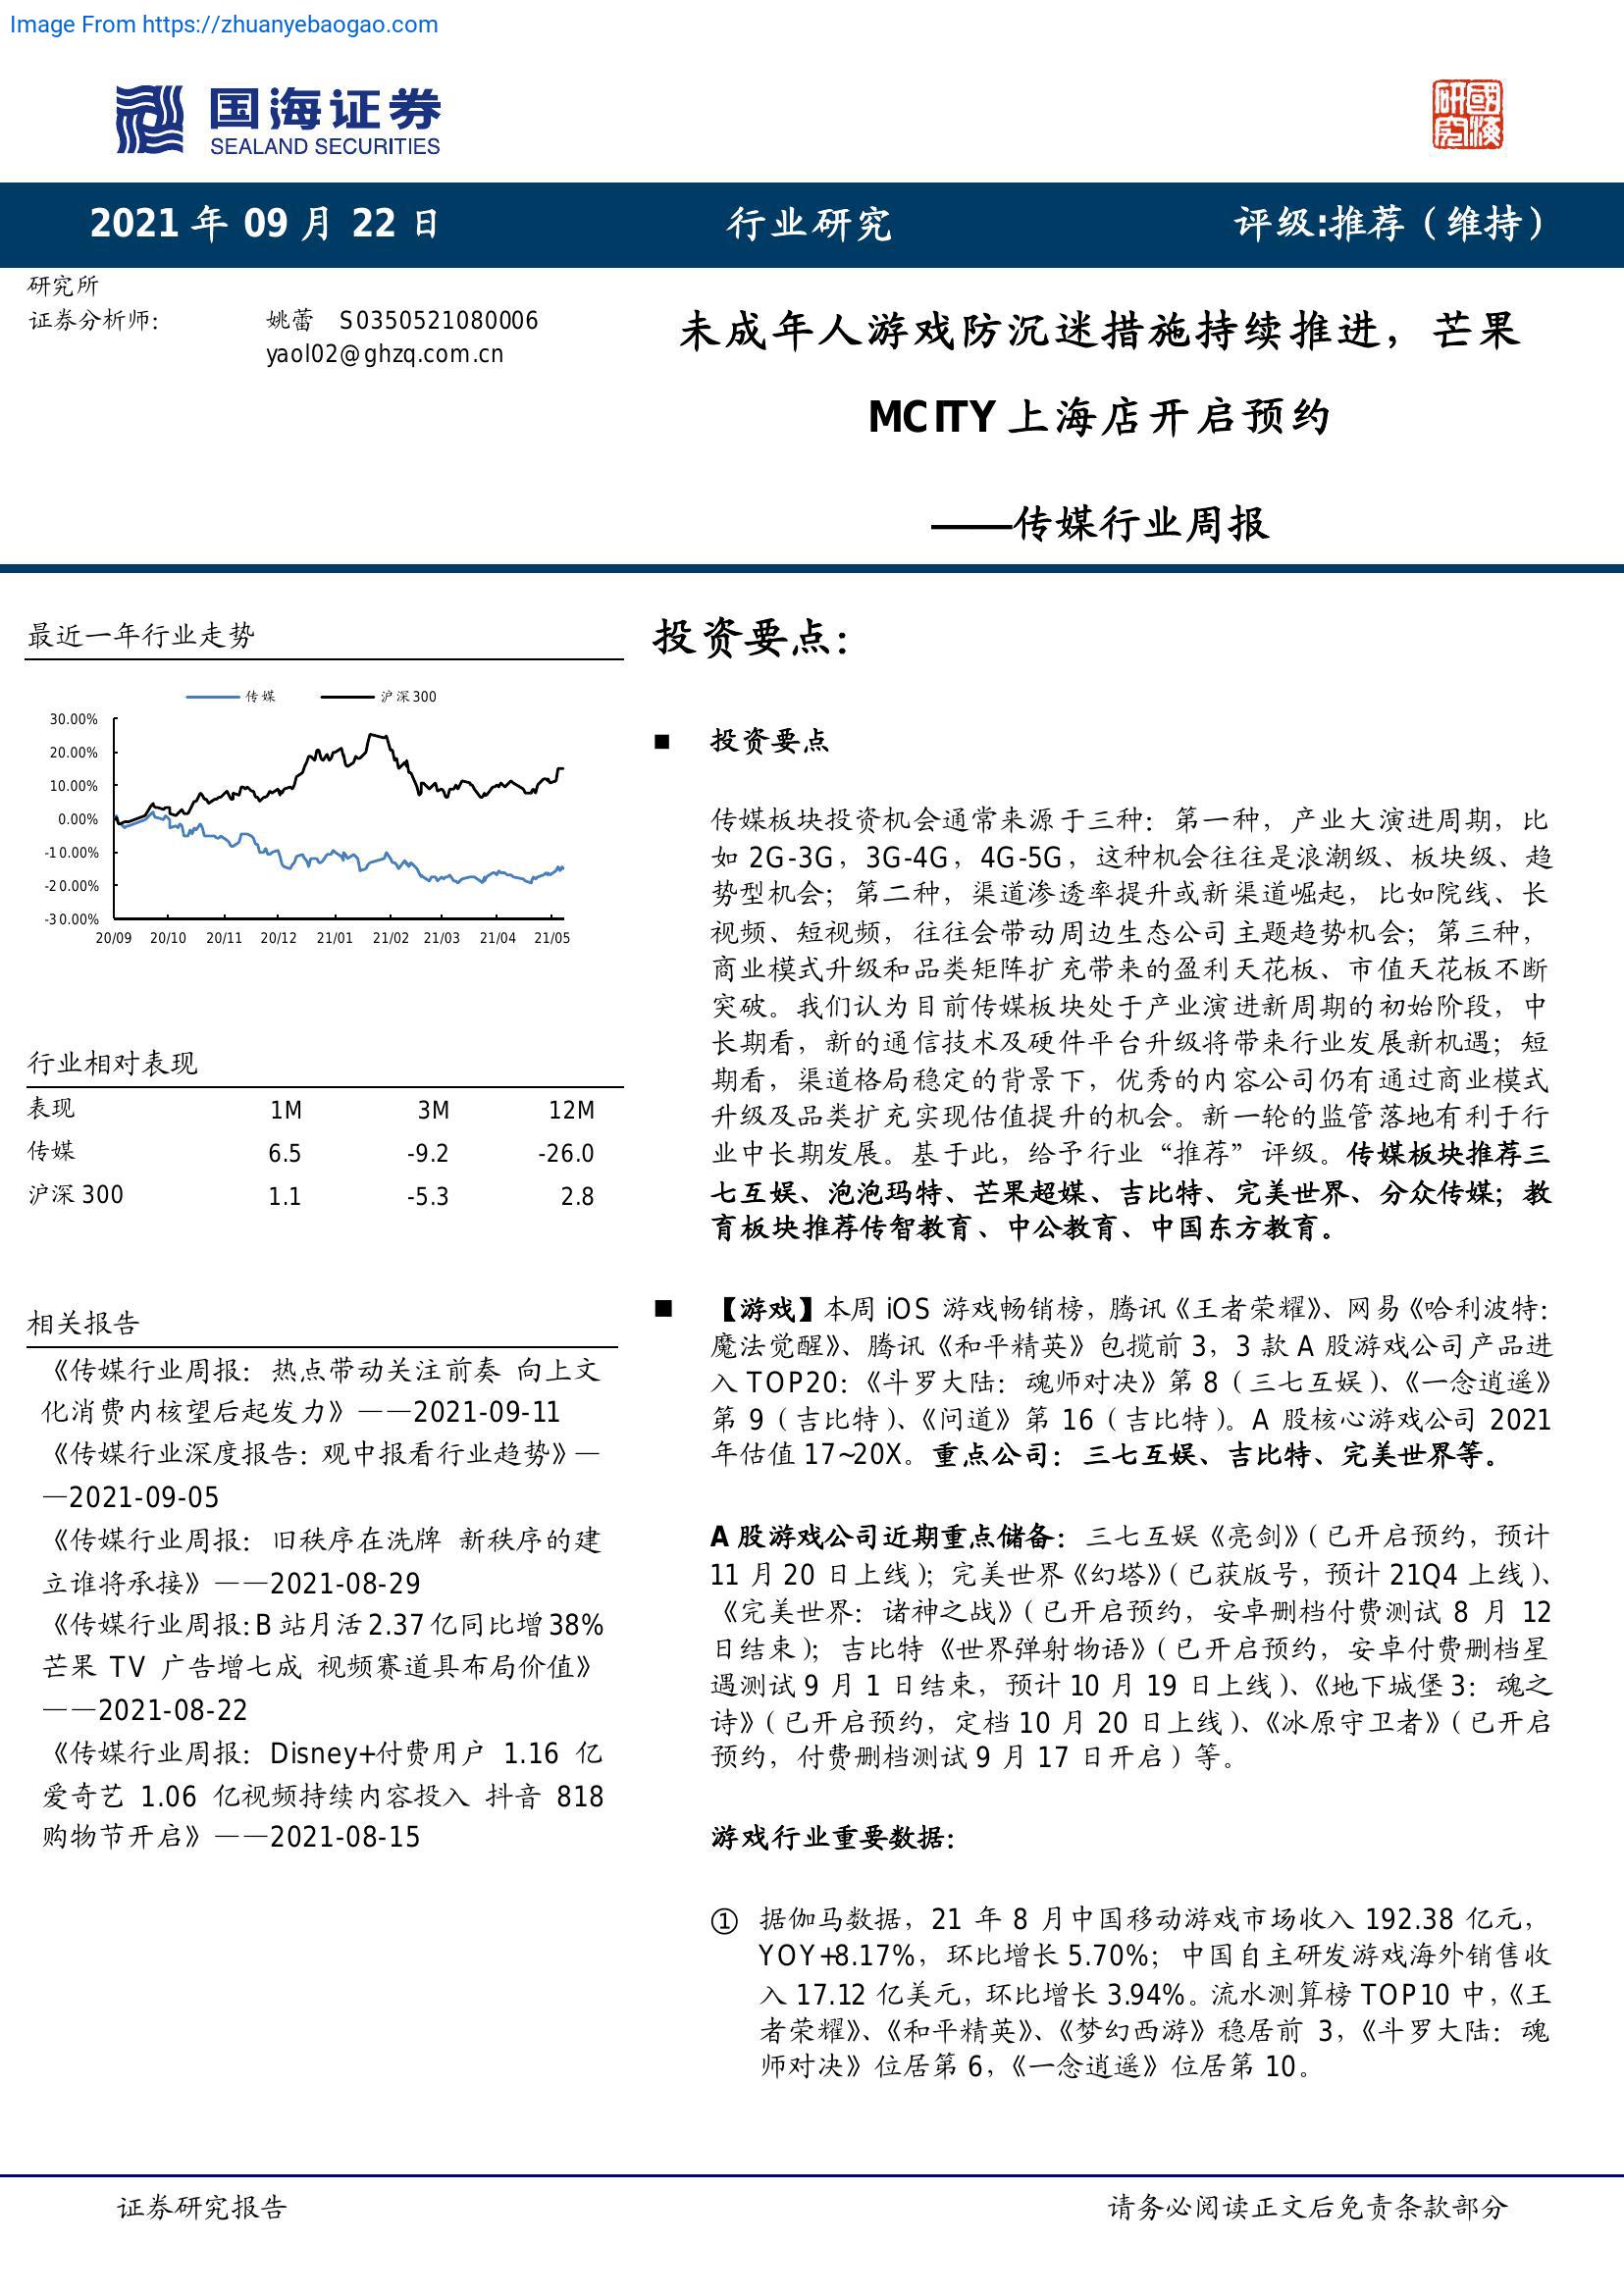 Image From https://zhuanyebaogao.com
国海证券
SEALAND SECURITIES
國海研究
2021 年 09 月 22 日
行业研究
评级:推荐（维持）
研究所
证券分析师: 姚蕾 S0350521080006
yaol02@ghzq.com.cn
未成年人游戏防沉迷措施持续推进，芒果
MCITY 上海店开启预约
——传媒行业周报
最近一年行业走势
传媒 沪深300
30.00%
20.00%
10.00%
0.00%
-10.00%
-20.00%
-30.00%
20/09 20/10 20/11 20/12 21/01 21/02 21/03 21/04 21/05
行业相对表现
表现 1M 3M 12M
传媒 6.5 -9.2 -26.0
沪深 300 1.1 -5.3 2.8
相关报告
《传媒行业周报：热点带动关注前奏 向上文
化消费内核望后起发力》——2021-09-11
《传媒行业深度报告：观中报看行业趋势》—
—2021-09-05
《传媒行业周报：旧秩序在洗牌 新秩序的建
立谁将承接》——2021-08-29
《传媒行业周报：B 站月活 2.37 亿同比增 38%
芒果 TV 广告增七成 视频赛道具布局价值》
——2021-08-22
《传媒行业周报：Disney+付费用户 1.16 亿
爱奇艺 1.06 亿视频持续内容投入 抖音 818
购物节开启》——2021-08-15
投资要点：
■ 投资要点
传媒板块投资机会通常来源于三种：第一种，产业大演进周期，比
如 2G-3G，3G-4G，4G-5G，这种机会往往是浪潮级、板块级、趋
势型机会；第二种，渠道渗透率提升或新渠道崛起，比如院线、长
视频、短视频，往往会带动周边生态公司主题趋势机会；第三种，
商业模式升级和品类矩阵扩充带来的盈利天花板、市值天花板不断
突破。我们认为目前传媒板块处于产业演进新周期的初始阶段，中
长期看，新的通信技术及硬件平台升级将带来行业发展新机遇；短
期看，渠道格局稳定的背景下，优秀的内容公司仍有通过商业模式
升级及品类扩充实现估值提升的机会。新一轮的监管落地有利于行
业中长期发展。基于此，给予行业“推荐”评级。传媒板块推荐三
七互娱、泡泡玛特、芒果超媒、吉比特、完美世界、分众传媒；教
育板块推荐传智教育、中公教育、中国东方教育。
■ 【游戏】本周 iOS 游戏畅销榜，腾讯《王者荣耀》、网易《哈利波特：
魔法觉醒》、腾讯《和平精英》包揽前 3，3 款 A 股游戏公司产品进
入 TOP20：《斗罗大陆：魂师对决》第 8（三七互娱）、《一念逍遥》
第 9（吉比特）、《问道》第 16（吉比特）。A 股核心游戏公司 2021
年估值 17~20X。重点公司：三七互娱、吉比特、完美世界等。
A 股游戏公司近期重点储备：三七互娱《亮剑》（已开启预约，预计
11 月 20 日上线）；完美世界《幻塔》（已获版号，预计 21Q4 上线）、
《完美世界：诸神之战》（已开启预约，安卓删档付费测试 8 月 12
日结束）；吉比特《世界弹射物语》（已开启预约，安卓付费删档星
遇测试 9 月 1 日结束，预计 10 月 19 日上线）、《地下城堡 3：魂之
诗》（已开启预约，定档 10 月 20 日上线）、《冰原守卫者》（已开启
预约，付费删档测试 9 月 17 日开启）等。
游戏行业重要数据：
① 据伽马数据，21 年 8 月中国移动游戏市场收入 192.38 亿元，
YOY+8.17%，环比增长 5.70%；中国自主研发游戏海外销售收
入 17.12 亿美元，环比增长 3.94%。流水测算榜 TOP10 中，《王
者荣耀》、《和平精英》、《梦幻西游》稳居前 3，《斗罗大陆：魂
师对决》位居第 6，《一念逍遥》位居第 10。
证券研究报告
请务必阅读正文后免责条款部分